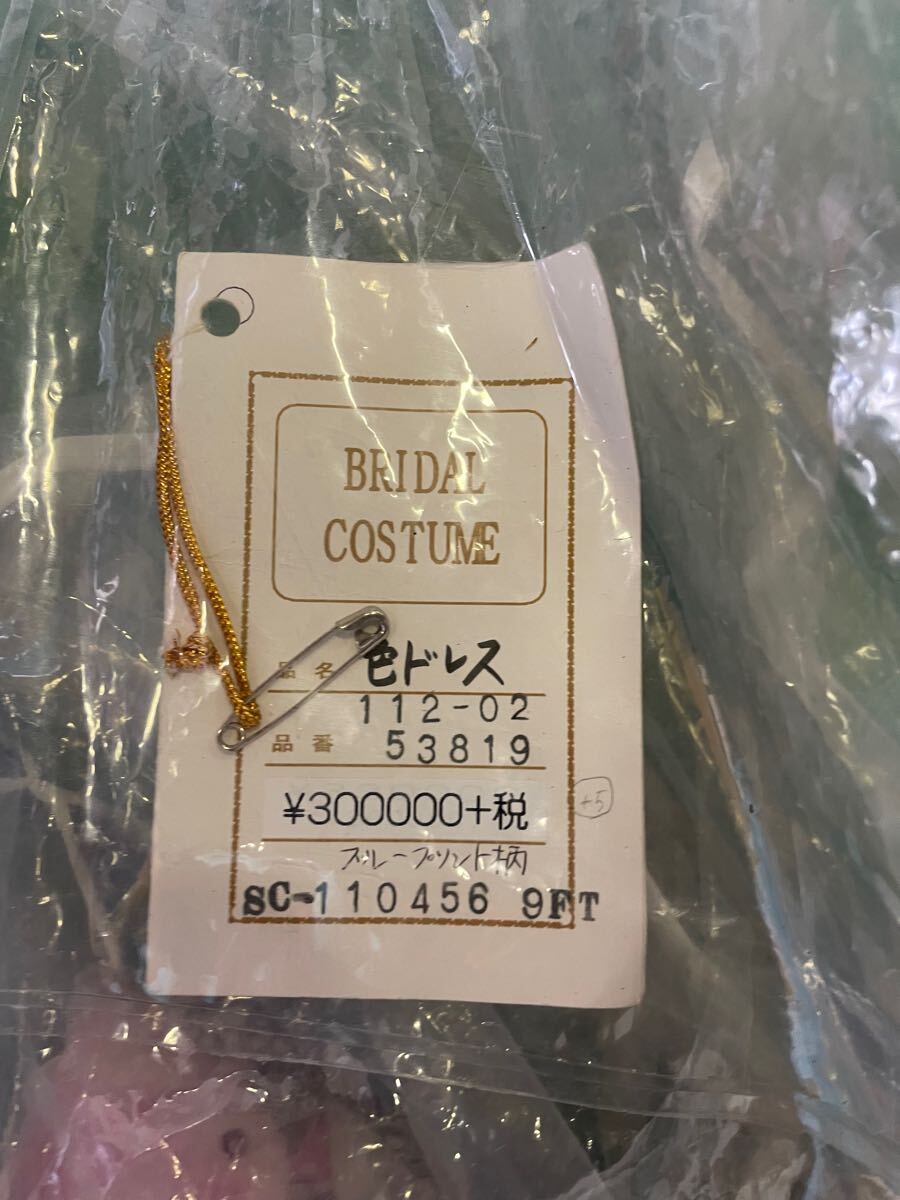 BRIDAL
COSTUME
品名 色ドレス
112-02
品番 53819
¥300000+税
+5
ブループリント柄
SC-110456 9FT